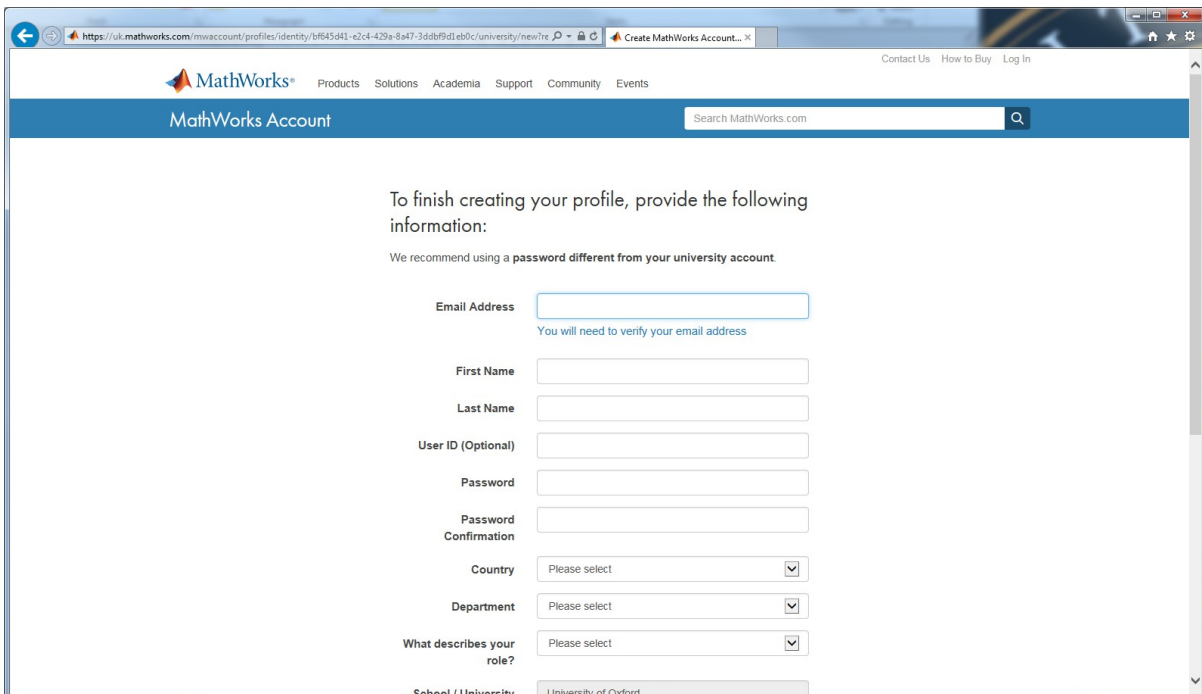 https://uk.mathworks.com/mwaccount/profiles/identity/bf645d41-e2c4-429a-8a47-3ddbf9d1eb0c/university/new?re
Create MathWorks Account...
Contact Us How to Buy Log In
MathWorks®
Products Solutions Academia Support Community Events
MathWorks Account
Search MathWorks.com
To finish creating your profile, provide the following
information:
We recommend using a password different from your university account.
Email Address
You will need to verify your email address
First Name
Last Name
User ID (Optional)
Password
Password
Confirmation
Country Please select
Department Please select
What describes your Please select
role?
School / University University of Oxford